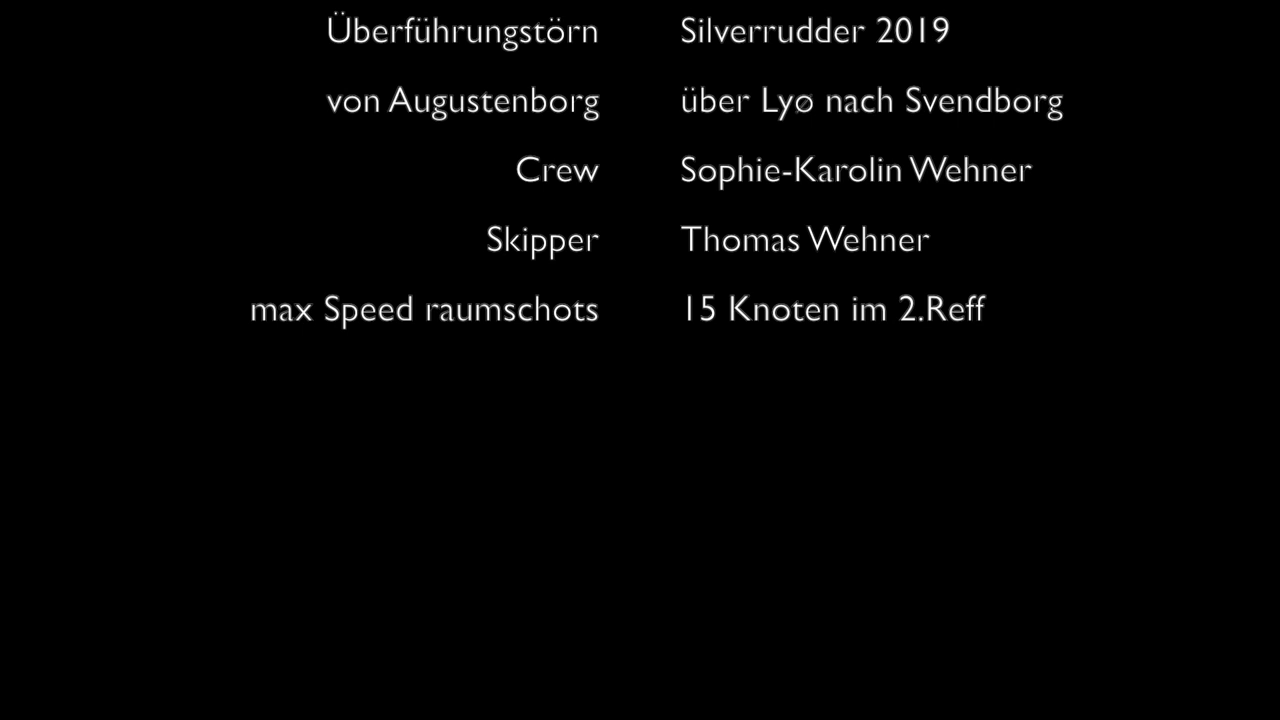 Überführungstörn Silverrudder 2019
von Augustenborg über Lyø nach Svendborg
Crew Sophie-Karolin Wehner
Skipper Thomas Wehner
max Speed raumschots 15 Knoten im 2.Reff